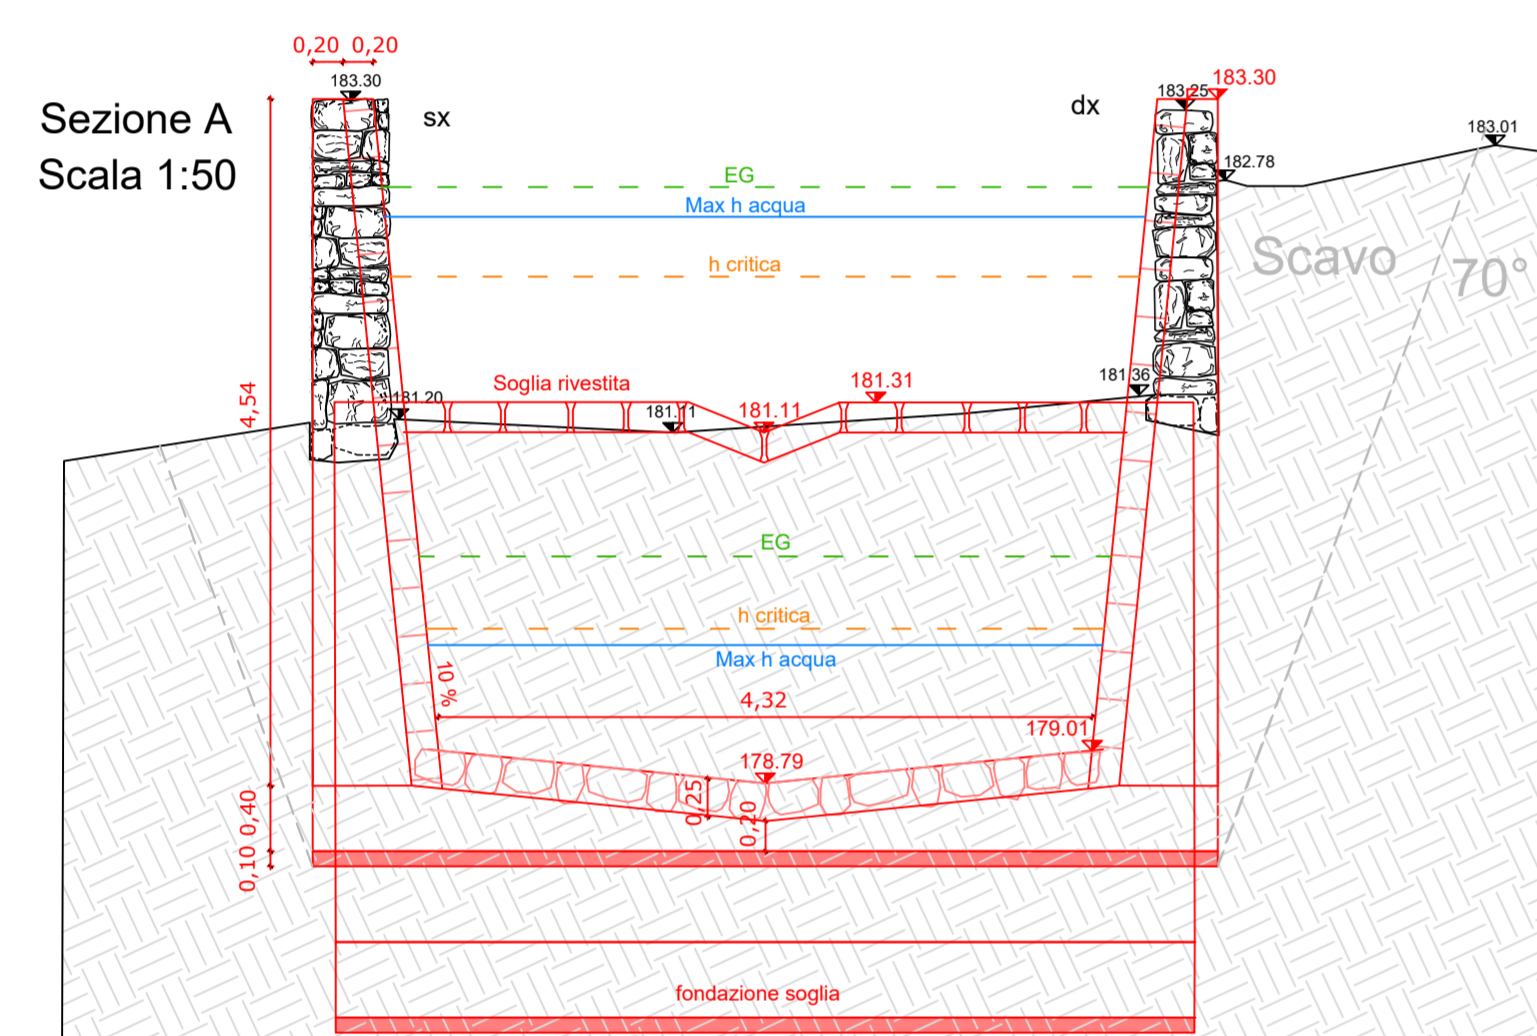 0,20 0,20
183.30
Sezione A
Scala 1:50
sx
dx
183.25
183.30
183.01
182.78
EG
Max h acqua
h critica
Scavo
70°
4,54
Soglia rivestita
181.31
181.36
181.20
181.11
181.11
EG
h critica
Max h acqua
10 %
4,32
179.01
178.79
0,25
0,20
0,10 0,40
fondazione soglia